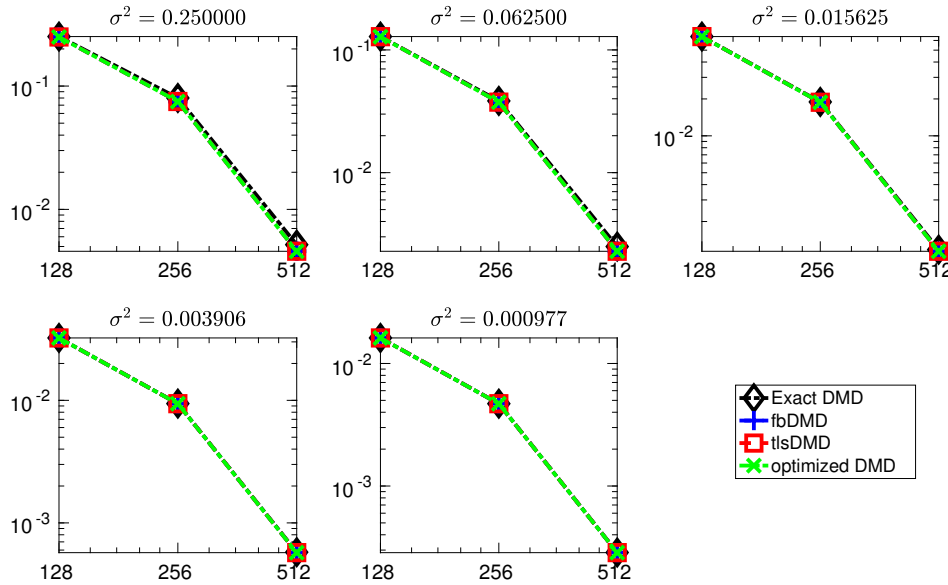 σ² = 0.250000
10⁻¹
10⁻²
128 256 512
σ² = 0.062500
10⁻¹
10⁻²
128 256 512
σ² = 0.015625
10⁻²
128 256 512
σ² = 0.003906
10⁻²
10⁻³
128 256 512
σ² = 0.000977
10⁻²
10⁻³
128 256 512
Exact DMD
fbDMD
tlsDMD
optimized DMD